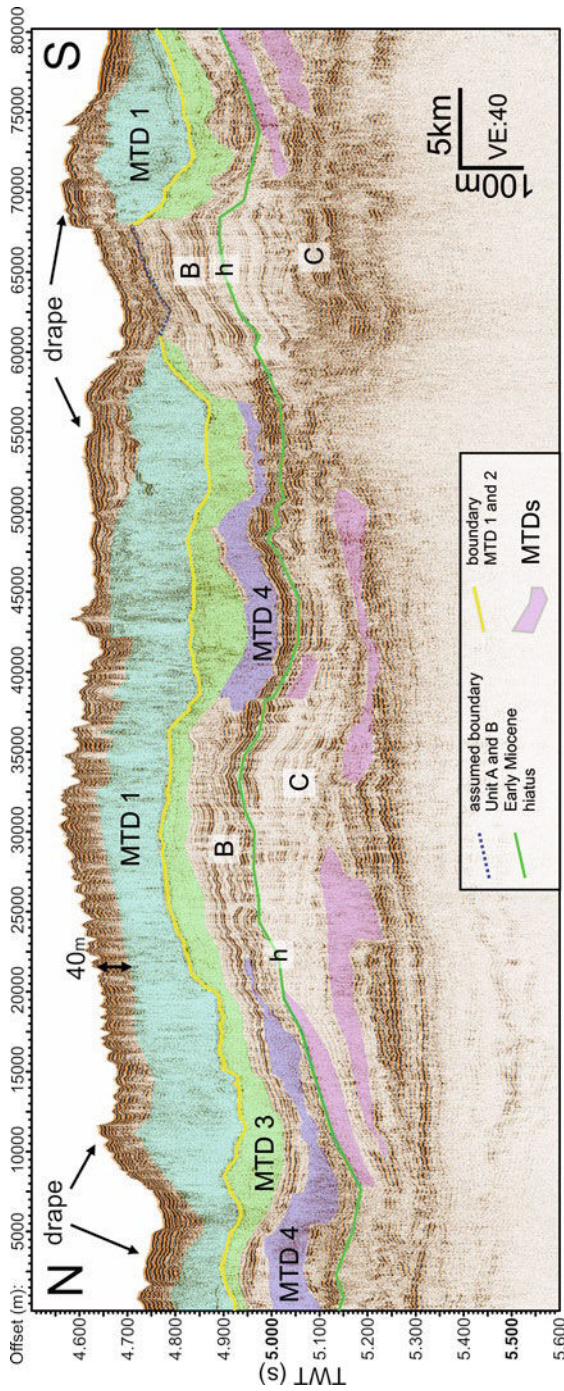 Offset (m):
0
5000
10000
15000
20000
25000
30000
35000
40000
45000
50000
55000
60000
65000
70000
75000
80000
TWT (s)
4.600
4.700
4.800
4.900
5.000
5.100
5.200
5.300
5.400
5.500
5.600
N
S
drape
40m
drape
MTD 1
MTD 1
MTD 3
MTD 4
MTD 4
B
B
h
h
C
C
5km
100m
VE:40
assumed boundary
Unit A and B
Early Miocene
hiatus
boundary
MTD 1 and 2
MTDs